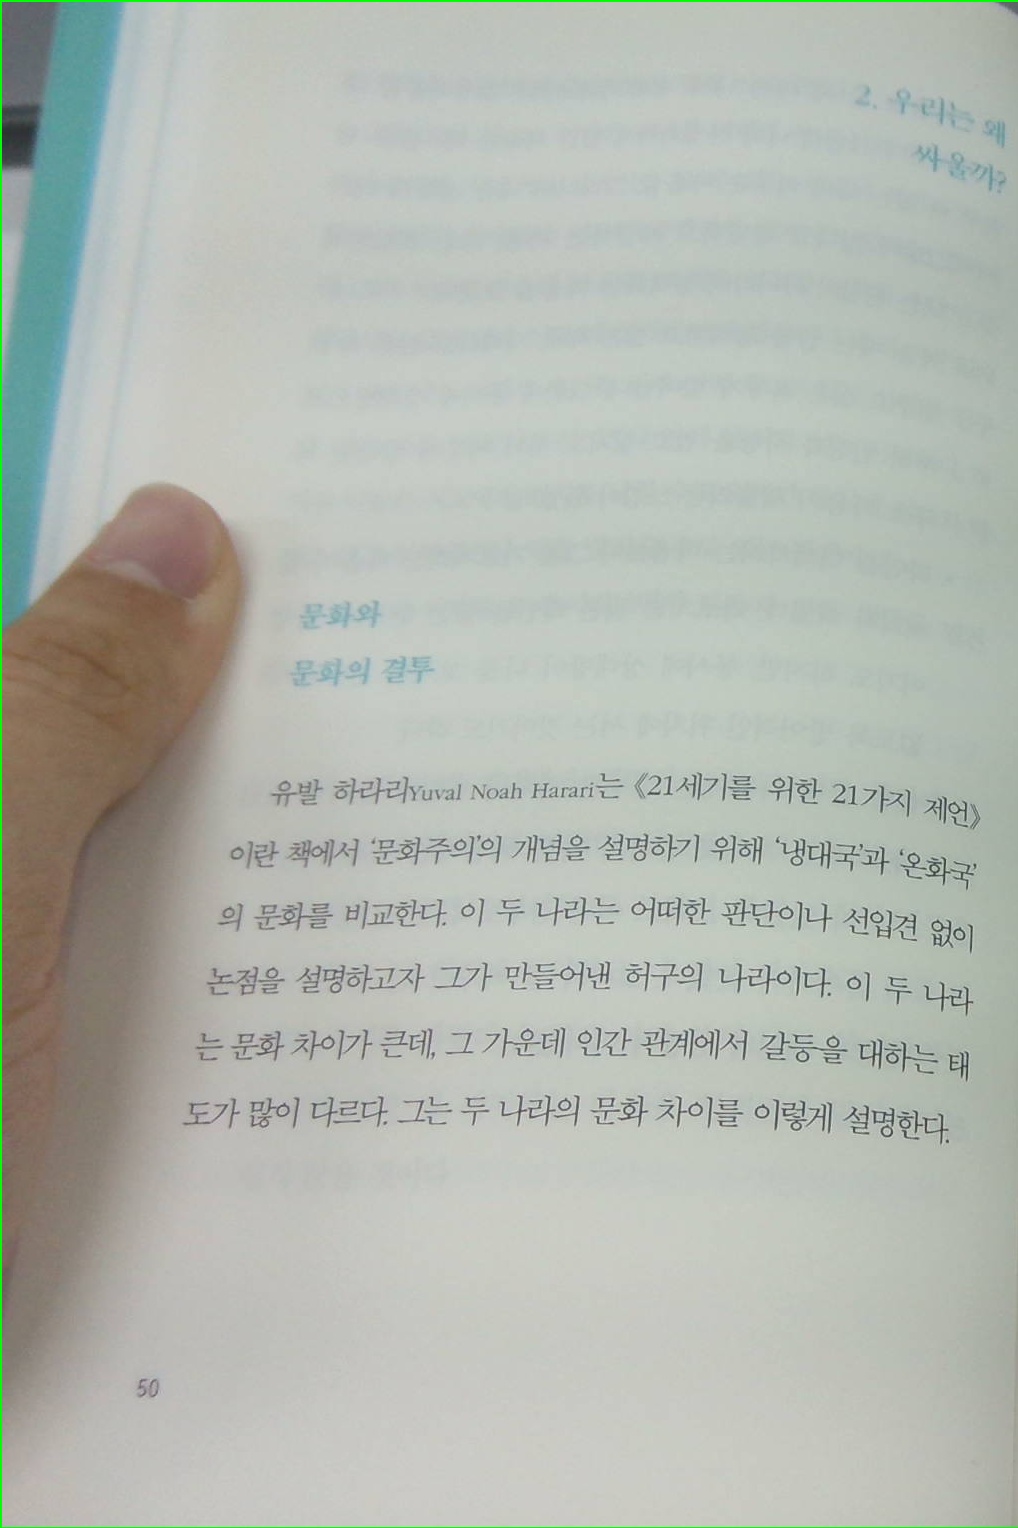 2. 우리는 왜
싸울까?
문화와
문화의 결투
유발 하라리Yuval Noah Harari는 《21세기를 위한 21가지 제언》
이란 책에서 ‘문화주의’의 개념을 설명하기 위해 ‘냉대국’과 ‘온화국’
의 문화를 비교한다. 이 두 나라는 어떠한 판단이나 선입견 없이
논점을 설명하고자 그가 만들어낸 허구의 나라이다. 이 두 나라
는 문화 차이가 큰데, 그 가운데 인간 관계에서 갈등을 대하는 태
도가 많이 다르다. 그는 두 나라의 문화 차이를 이렇게 설명한다.
50